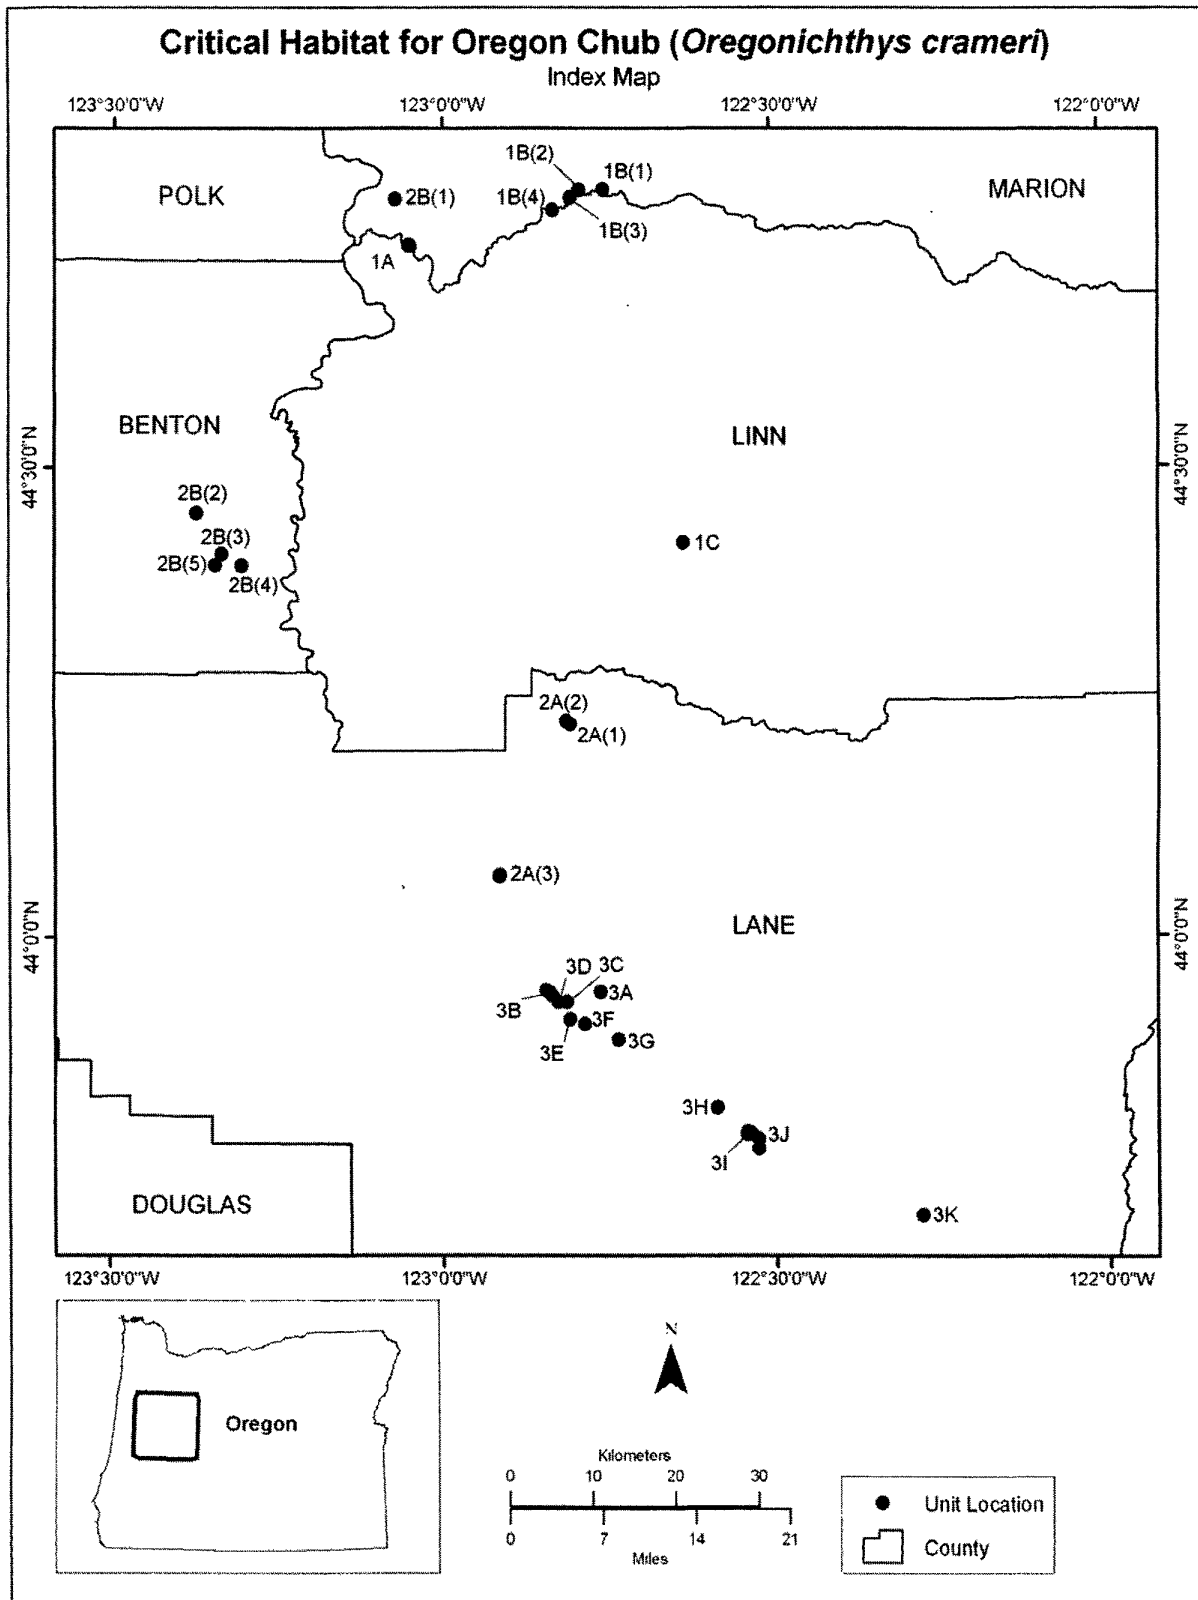 Critical Habitat for Oregon Chub (Oregonichthys crameri)
Index Map
123°30'0"W 123°0'0"W 122°30'0"W 122°0'0"W
1B(2) 1B(1)
POLK 2B(1) 1B(4) MARION
1B(3)
1A
BENTON LINN
44°30'0"N 44°30'0"N
2B(2)
2B(3) 1C
2B(5) 2B(4)
2A(2)
2A(1)
2A(3)
LANE
44°0'0"N 44°0'0"N
3D 3C
3B 3A
3F
3E 3G
3H
3J
3I
DOUGLAS 3K
123°30'0"W 123°0'0"W 122°30'0"W 122°0'0"W
N
Oregon
Kilometers
0 10 20 30
0 7 14 21
Miles
Unit Location
County